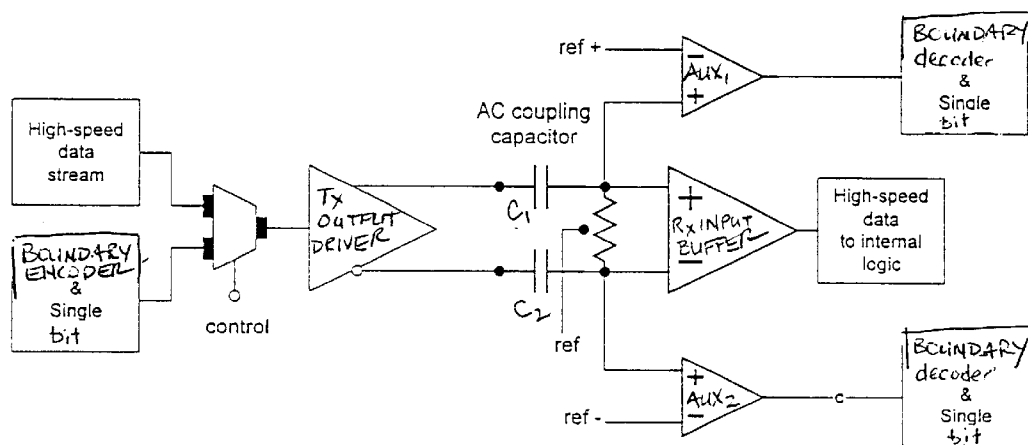 High-speed
data
stream
BOUNDARY
ENCODER
&
Single
bit
control
TX
OUTPUT
DRIVER
AC coupling
capacitor
C1
C2
ref
ref +
−
AUX1
+
+
RX INPUT
BUFFER
−
+
AUX2
−
ref -
BOUNDARY
decoder
&
Single
bit
High-speed
data
to internal
logic
c
BOUNDARY
decoder
&
Single
bit